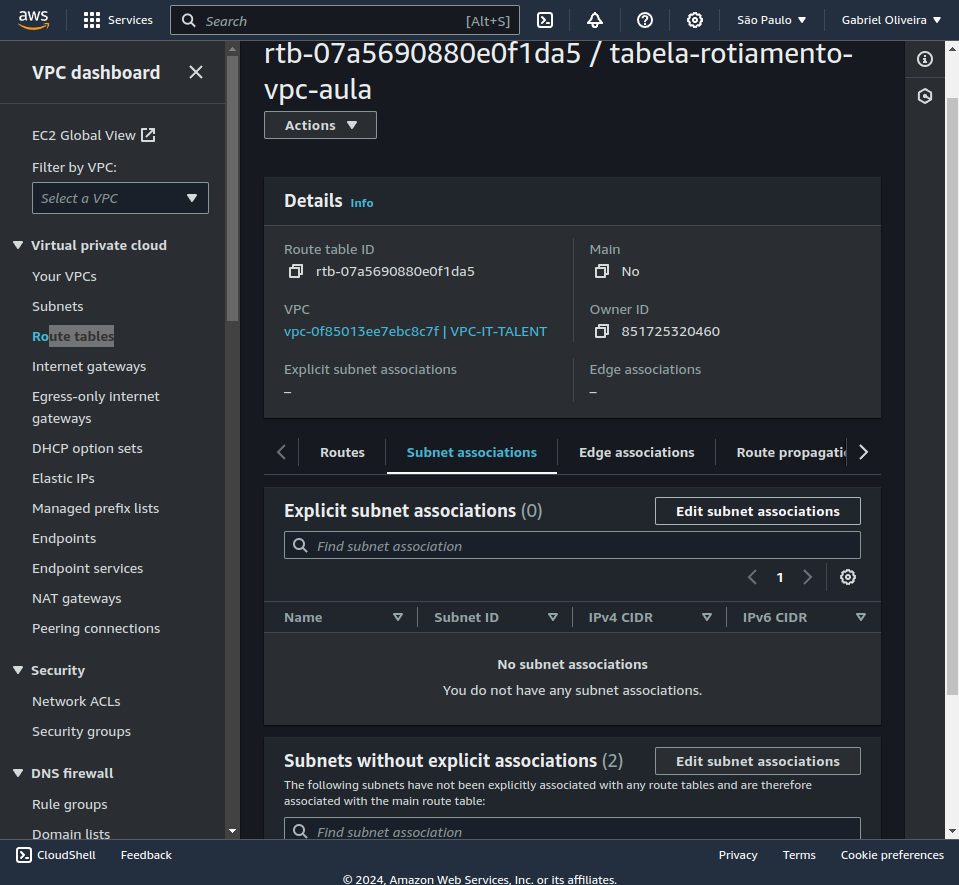 aws
Services
Search
[Alt+S]
São Paulo
Gabriel Oliveira
VPC dashboard
EC2 Global View
Filter by VPC:
Select a VPC
Virtual private cloud
Your VPCs
Subnets
Route tables
Internet gateways
Egress-only internet
gateways
DHCP option sets
Elastic IPs
Managed prefix lists
Endpoints
Endpoint services
NAT gateways
Peering connections
Security
Network ACLs
Security groups
DNS firewall
Rule groups
Domain lists
rtb-07a5690880e0f1da5 / tabela-rotiamento-
vpc-aula
Actions
Details Info
Route table ID
rtb-07a5690880e0f1da5
Main
No
VPC
vpc-0f85013ee7ebc8c7f | VPC-IT-TALENT
Owner ID
851725320460
Explicit subnet associations
–
Edge associations
–
Routes
Subnet associations
Edge associations
Route propagati
Explicit subnet associations (0)
Edit subnet associations
Find subnet association
1
Name
Subnet ID
IPv4 CIDR
IPv6 CIDR
No subnet associations
You do not have any subnet associations.
Subnets without explicit associations (2)
Edit subnet associations
The following subnets have not been explicitly associated with any route tables and are therefore
associated with the main route table:
Find subnet association
CloudShell
Feedback
Privacy
Terms
Cookie preferences
© 2024, Amazon Web Services, Inc. or its affiliates.